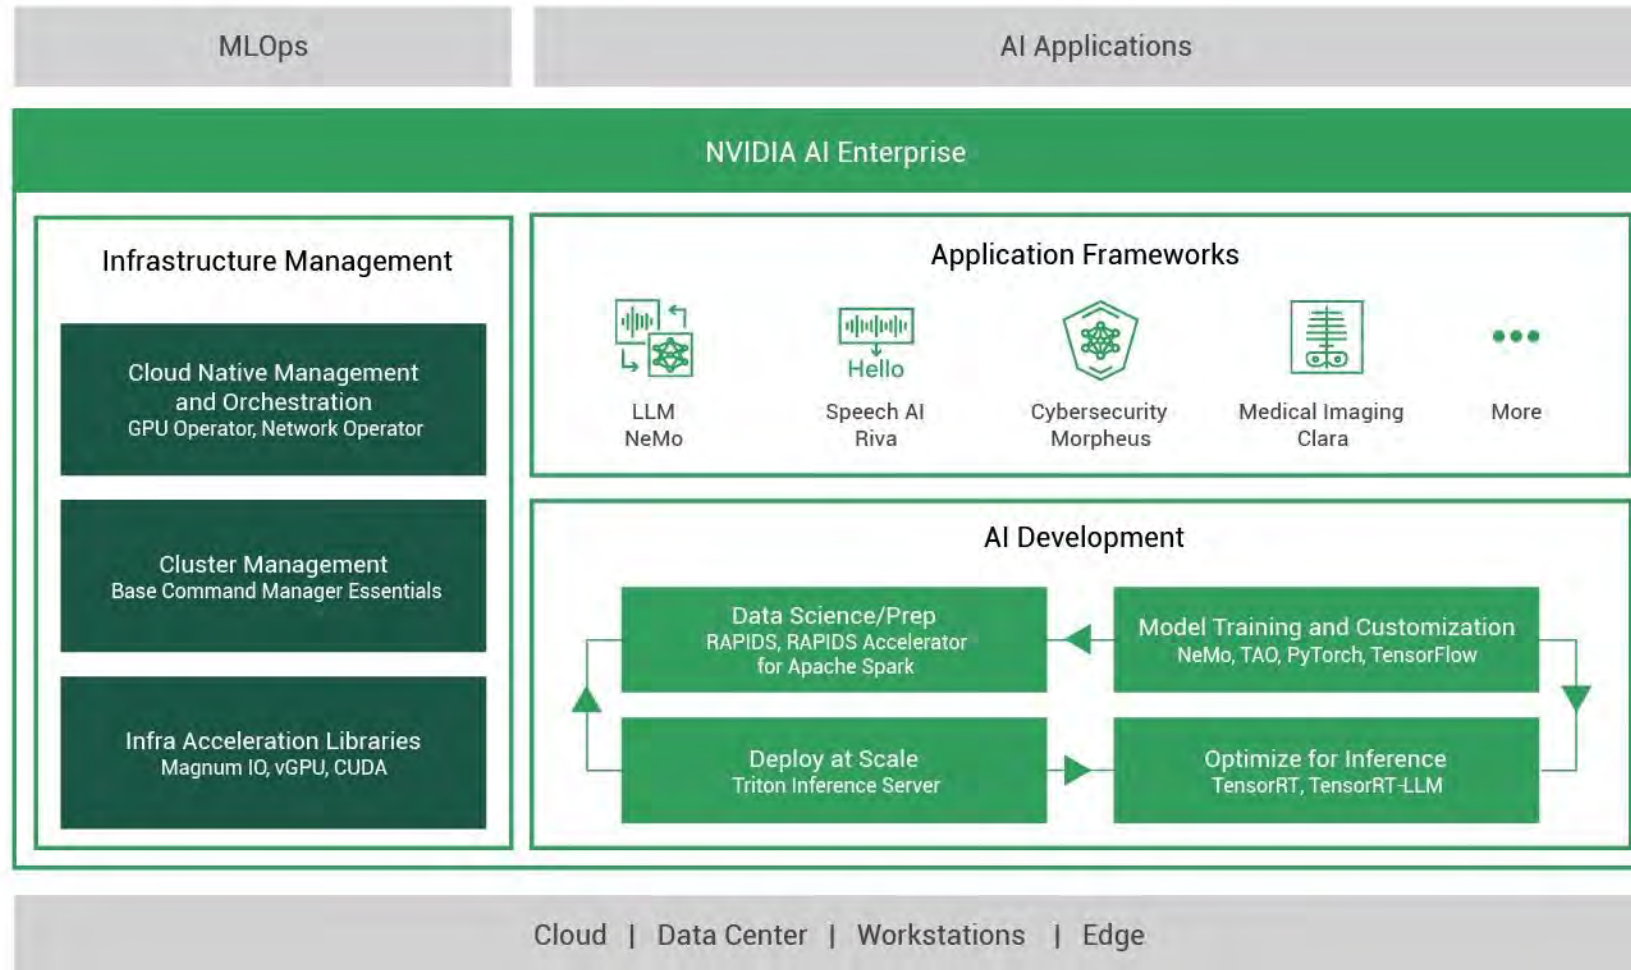 MLOps
AI Applications
NVIDIA AI Enterprise
Infrastructure Management
Cloud Native Management
and Orchestration
GPU Operator, Network Operator
Cluster Management
Base Command Manager Essentials
Infra Acceleration Libraries
Magnum IO, vGPU, CUDA
Application Frameworks
LLM
NeMo
Hello
Speech AI
Riva
Cybersecurity
Morpheus
Medical Imaging
Clara
More
AI Development
Data Science/Prep
RAPIDS, RAPIDS Accelerator
for Apache Spark
Model Training and Customization
NeMo, TAO, PyTorch, TensorFlow
Deploy at Scale
Triton Inference Server
Optimize for Inference
TensorRT, TensorRT-LLM
Cloud | Data Center | Workstations | Edge